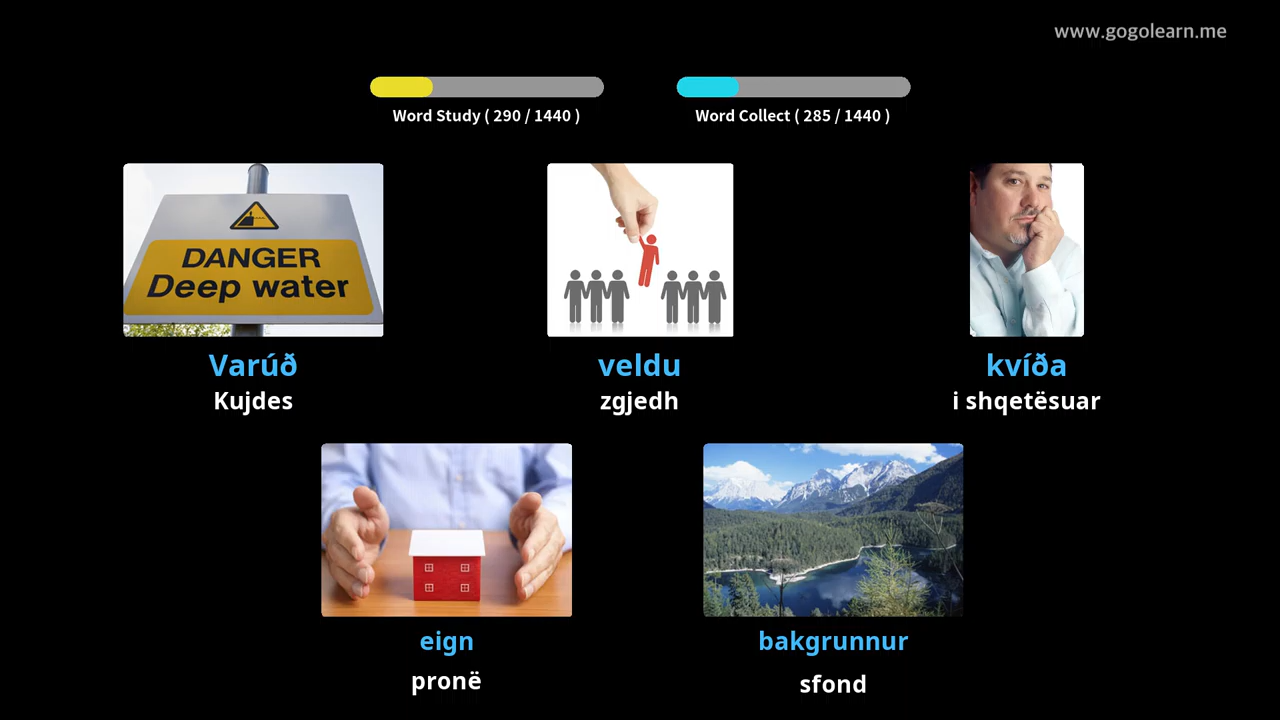 www.gogolearn.me
Word Study ( 290 / 1440 )
Word Collect ( 285 / 1440 )
DANGER
Deep water
Varúð
Kujdes
veldu
zgjedh
kvíða
i shqetësuar
eign
pronë
bakgrunnur
sfond